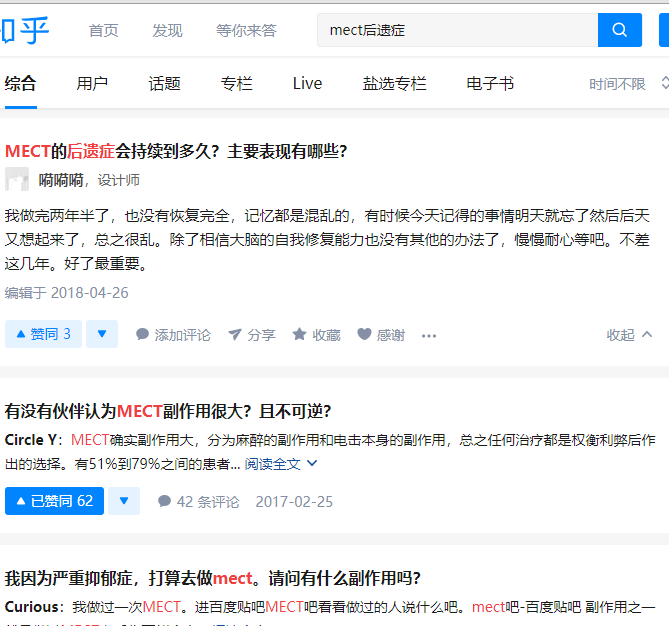 知乎 首页 发现 等你来答 mect后遗症
综合 用户 话题 专栏 Live 盐选专栏 电子书 时间不限
MECT的后遗症会持续到多久？主要表现有哪些？
嗬嗬嗬，设计师
我做完两年半了，也没有恢复完全，记忆都是混乱的，有时候今天记得的事情明天就忘了然后后天
又想起来了，总之很乱。除了相信大脑的自我修复能力也没有其他的办法了，慢慢耐心等吧。不差
这几年。好了最重要。
编辑于 2018-04-26
赞同 3 添加评论 分享 收藏 感谢 收起
有没有伙伴认为MECT副作用很大？且不可逆？
Circle Y：MECT确实副作用大，分为麻醉的副作用和电击本身的副作用，总之任何治疗都是权衡利弊后作
出的选择。有51%到79%之间的患者... 阅读全文
已赞同 62 42 条评论 2017-02-25
我因为严重抑郁症，打算去做mect。请问有什么副作用吗？
Curious：我做过一次MECT。进百度贴吧MECT吧看看做过的人说什么吧。mect吧-百度贴吧 副作用之一